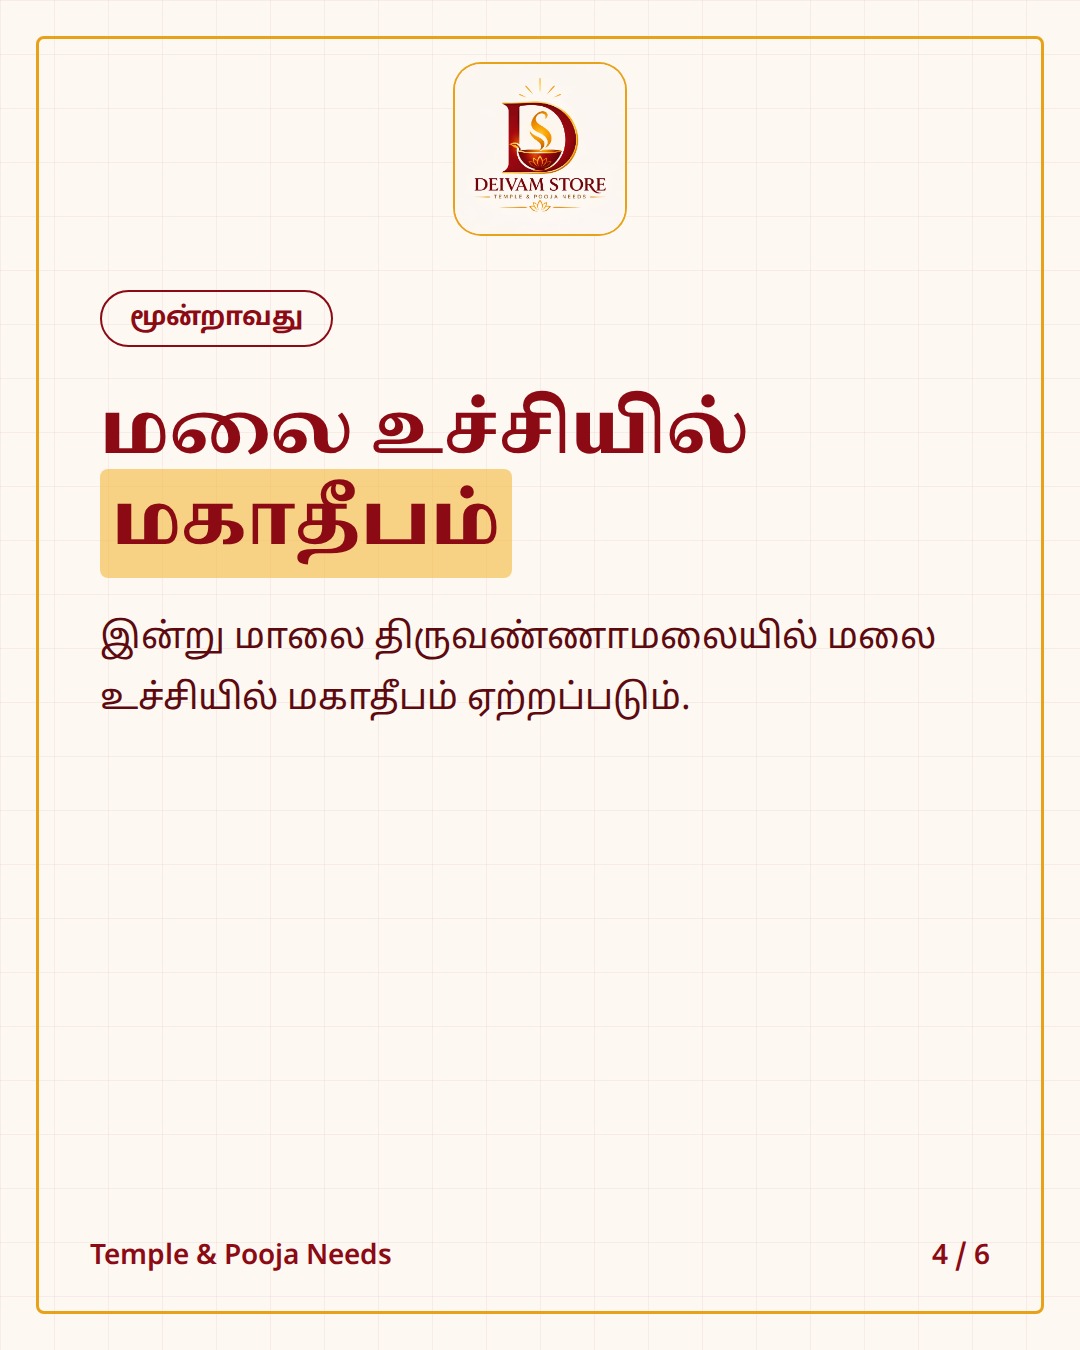 DEIVAM STORE
TEMPLE & POOJA NEEDS
மூன்றாவது
மலை உச்சியில்
மகாதீபம்
இன்று மாலை திருவண்ணாமலையில் மலை
உச்சியில் மகாதீபம் ஏற்றப்படும்.
Temple & Pooja Needs
4 / 6